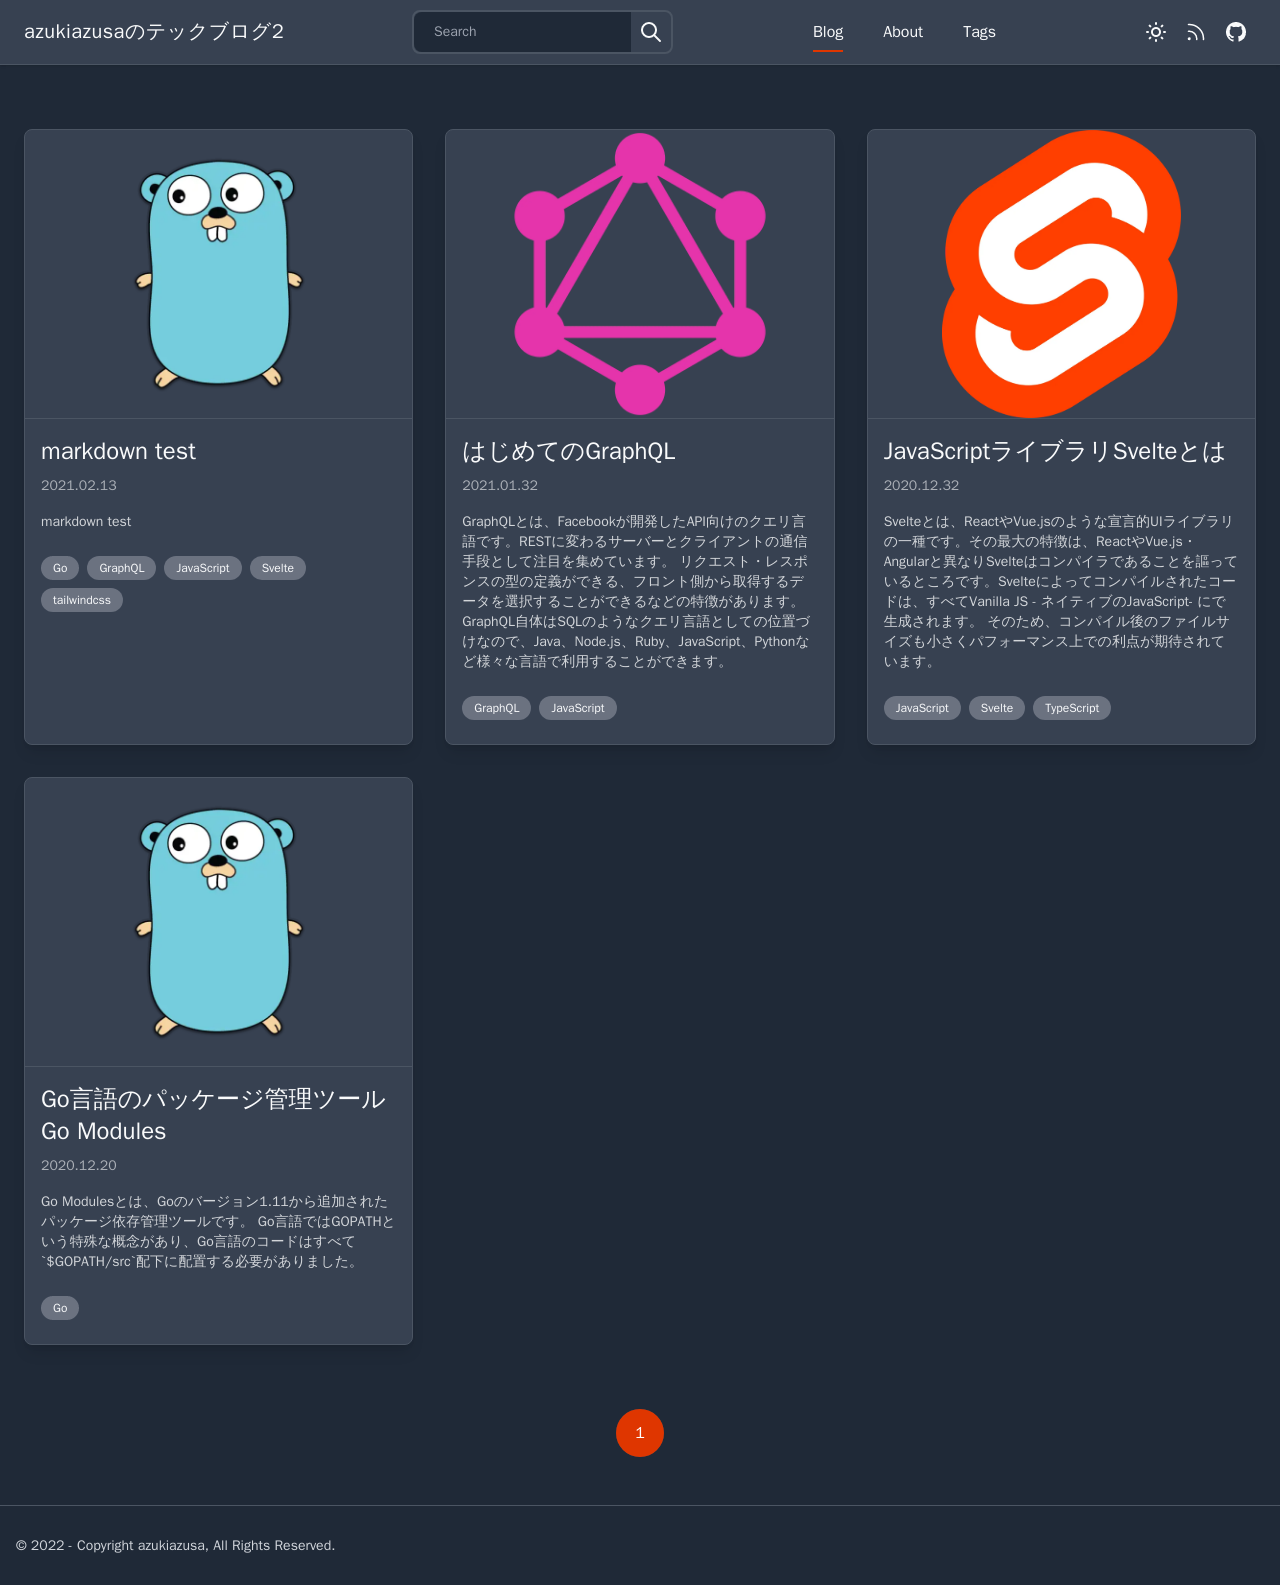 azukiazusaのテックブログ2
Search
Blog
About
Tags
markdown test
2021.02.13
markdown test
Go
GraphQL
JavaScript
Svelte
tailwindcss
はじめてのGraphQL
2021.01.32
GraphQLとは、Facebookが開発したAPI向けのクエリ言
語です。RESTに変わるサーバーとクライアントの通信
手段として注目を集めています。 リクエスト・レスポ
ンスの型の定義ができる、フロント側から取得するデ
ータを選択することができるなどの特徴があります。
GraphQL自体はSQLのようなクエリ言語としての位置づ
けなので、Java、Node.js、Ruby、JavaScript、Pythonな
ど様々な言語で利用することができます。
GraphQL
JavaScript
JavaScriptライブラリSvelteとは
2020.12.32
Svelteとは、ReactやVue.jsのような宣言的UIライブラリ
の一種です。その最大の特徴は、ReactやVue.js・
Angularと異なりSvelteはコンパイラであることを謳って
いるところです。Svelteによってコンパイルされたコー
ドは、すべてVanilla JS - ネイティブのJavaScript- にで
生成されます。 そのため、コンパイル後のファイルサ
イズも小さくパフォーマンス上での利点が期待されて
います。
JavaScript
Svelte
TypeScript
Go言語のパッケージ管理ツール
Go Modules
2020.12.20
Go Modulesとは、Goのバージョン1.11から追加された
パッケージ依存管理ツールです。 Go言語ではGOPATHと
いう特殊な概念があり、Go言語のコードはすべて
`$GOPATH/src`配下に配置する必要がありました。
Go
1
© 2022 - Copyright azukiazusa, All Rights Reserved.